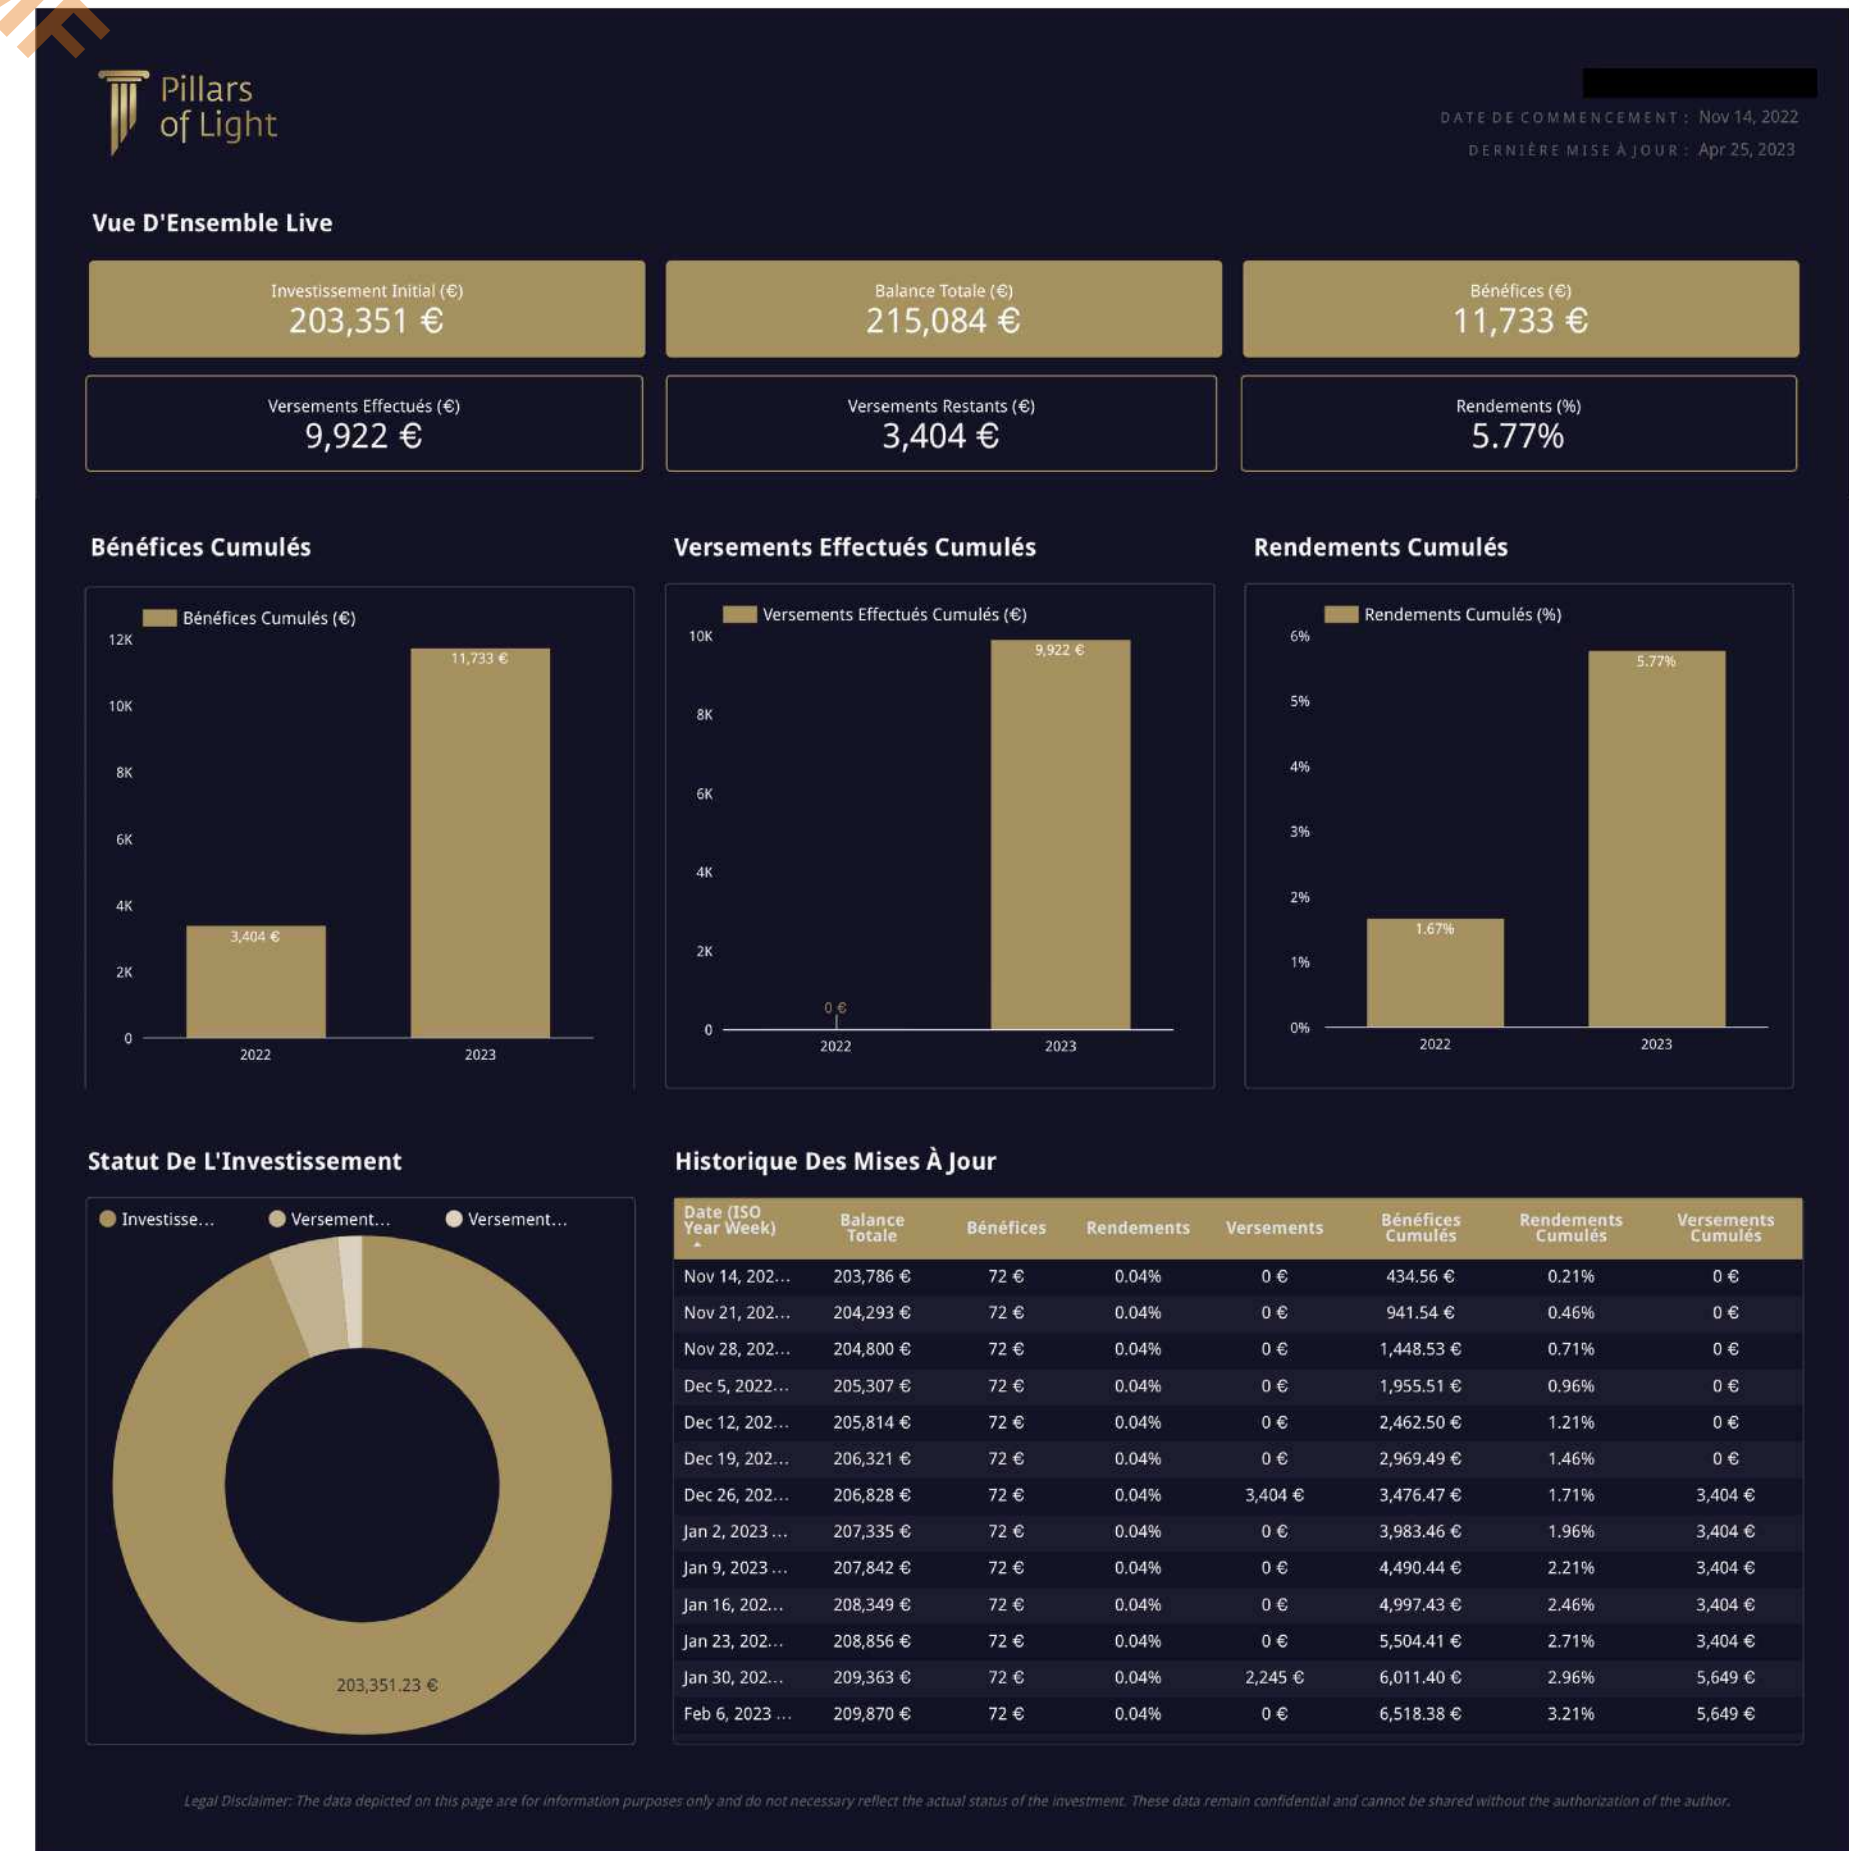 Pillars
of Light
DATE DE COMMENCEMENT : Nov 14, 2022
DERNIÈRE MISE À JOUR : Apr 25, 2023
Vue D'Ensemble Live
Investissement Initial (€)
203,351 €
Balance Totale (€)
215,084 €
Bénéfices (€)
11,733 €
Versements Effectués (€)
9,922 €
Versements Restants (€)
3,404 €
Rendements (%)
5.77%
Bénéfices Cumulés
Bénéfices Cumulés (€)
12K
10K
8K
6K
4K
2K
0
3,404 €
11,733 €
2022
2023
Versements Effectués Cumulés
Versements Effectués Cumulés (€)
10K
8K
6K
4K
2K
0
0 €
9,922 €
2022
2023
Rendements Cumulés
Rendements Cumulés (%)
6%
5%
4%
3%
2%
1%
0%
1.67%
5.77%
2022
2023
Statut De L'Investissement
Investisse...
Versement...
Versement...
203,351.23 €
Historique Des Mises À Jour
Date (ISO Year Week) Balance Totale Bénéfices Rendements Versements Bénéfices Cumulés Rendements Cumulés Versements Cumulés
Nov 14, 202... 203,786 € 72 € 0.04% 0 € 434.56 € 0.21% 0 €
Nov 21, 202... 204,293 € 72 € 0.04% 0 € 941.54 € 0.46% 0 €
Nov 28, 202... 204,800 € 72 € 0.04% 0 € 1,448.53 € 0.71% 0 €
Dec 5, 2022... 205,307 € 72 € 0.04% 0 € 1,955.51 € 0.96% 0 €
Dec 12, 202... 205,814 € 72 € 0.04% 0 € 2,462.50 € 1.21% 0 €
Dec 19, 202... 206,321 € 72 € 0.04% 0 € 2,969.49 € 1.46% 0 €
Dec 26, 202... 206,828 € 72 € 0.04% 3,404 € 3,476.47 € 1.71% 3,404 €
Jan 2, 2023 ... 207,335 € 72 € 0.04% 0 € 3,983.46 € 1.96% 3,404 €
Jan 9, 2023 ... 207,842 € 72 € 0.04% 0 € 4,490.44 € 2.21% 3,404 €
Jan 16, 202... 208,349 € 72 € 0.04% 0 € 4,997.43 € 2.46% 3,404 €
Jan 23, 202... 208,856 € 72 € 0.04% 0 € 5,504.41 € 2.71% 3,404 €
Jan 30, 202... 209,363 € 72 € 0.04% 2,245 € 6,011.40 € 2.96% 5,649 €
Feb 6, 2023 ... 209,870 € 72 € 0.04% 0 € 6,518.38 € 3.21% 5,649 €
Legal Disclaimer: The data depicted on this page are for information purposes only and do not necessary reflect the actual status of the investment. These data remain confidential and cannot be shared without the authorization of the author.